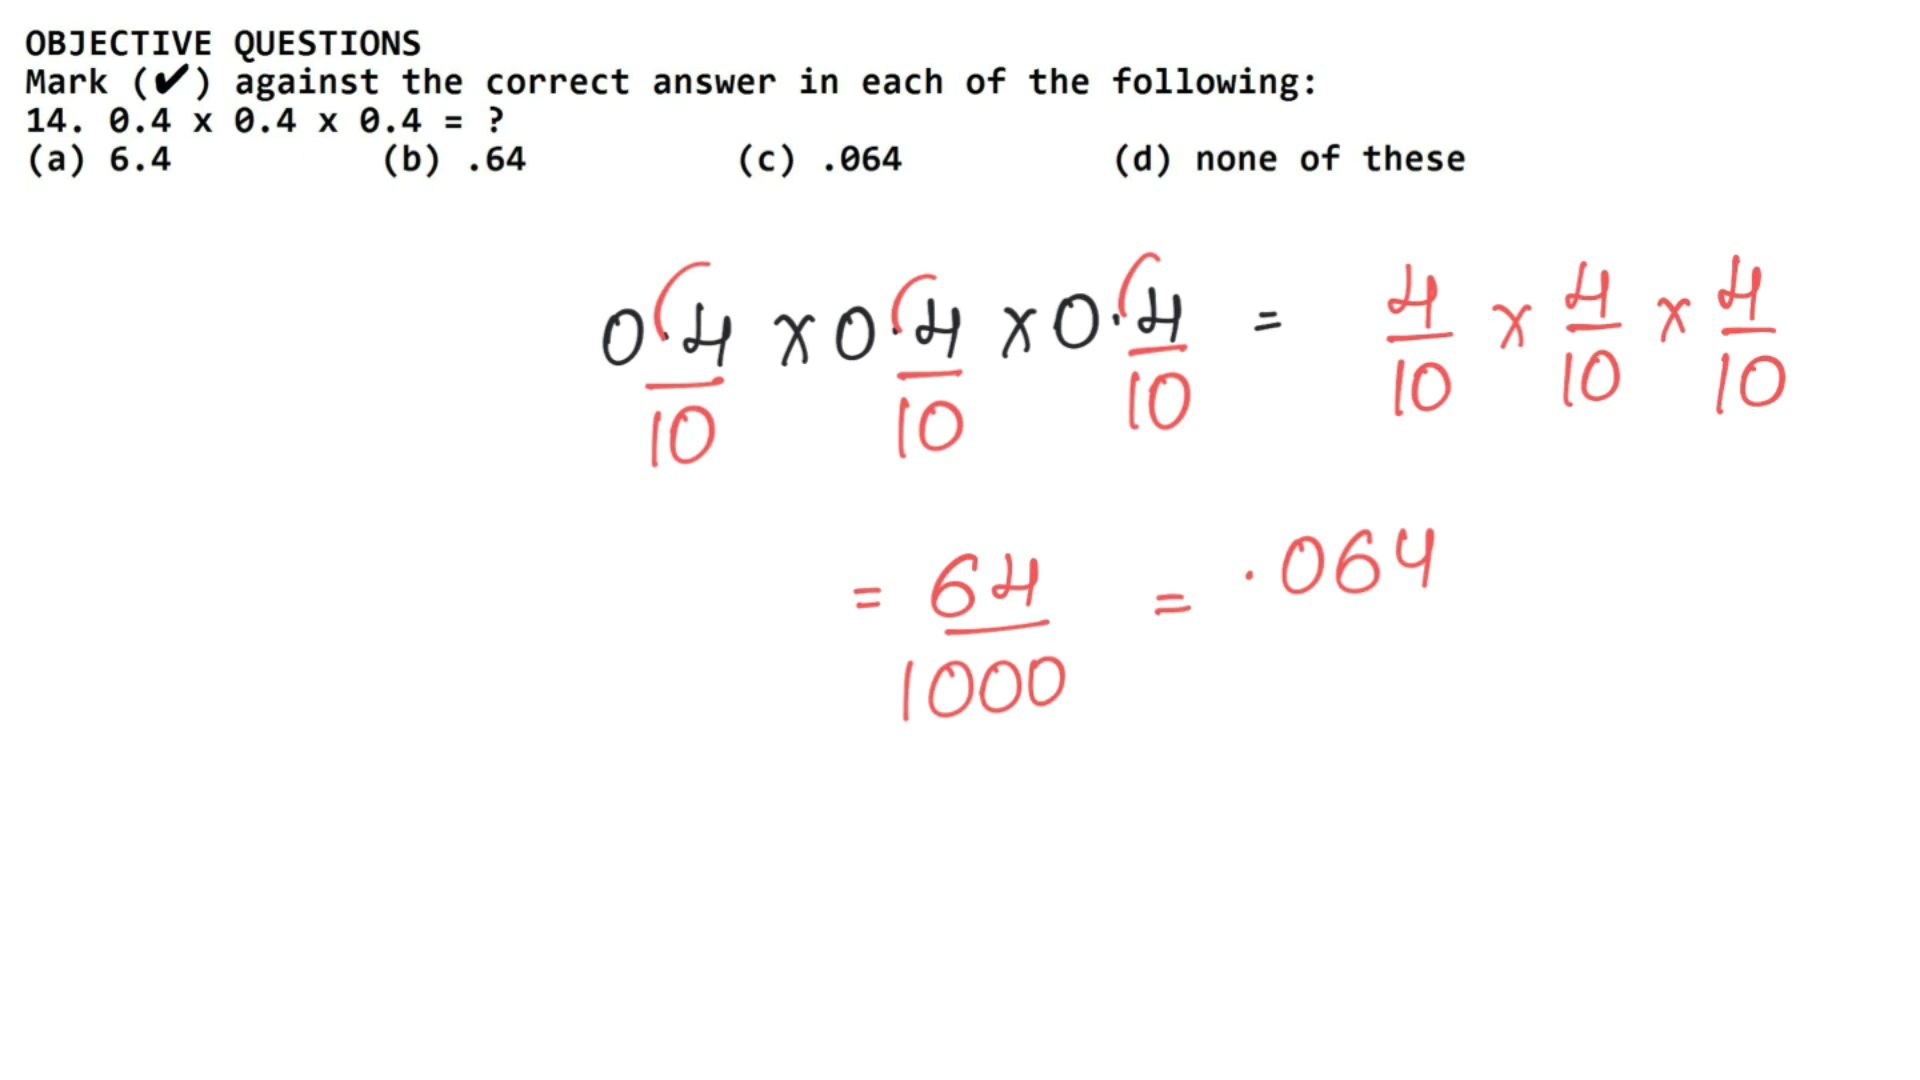 OBJECTIVE QUESTIONS
Mark (✔) against the correct answer in each of the following:
14. 0.4 x 0.4 x 0.4 = ?
(a) 6.4 (b) .64 (c) .064 (d) none of these
0.4/10 x 0.4/10 x 0.4/10 = 4/10 x 4/10 x 4/10
= 64/1000 = .064